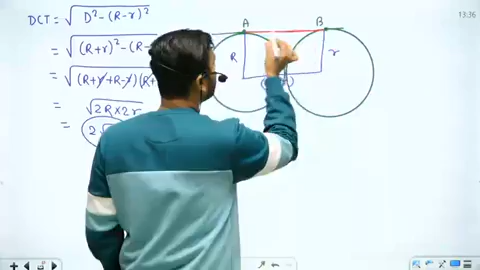 13:36
DCT = √D² - (R-r)²
= √(R+r)² - (R-
= √(R+r+R-r)(
= √2R×2r
= 2√
A
B
R
r